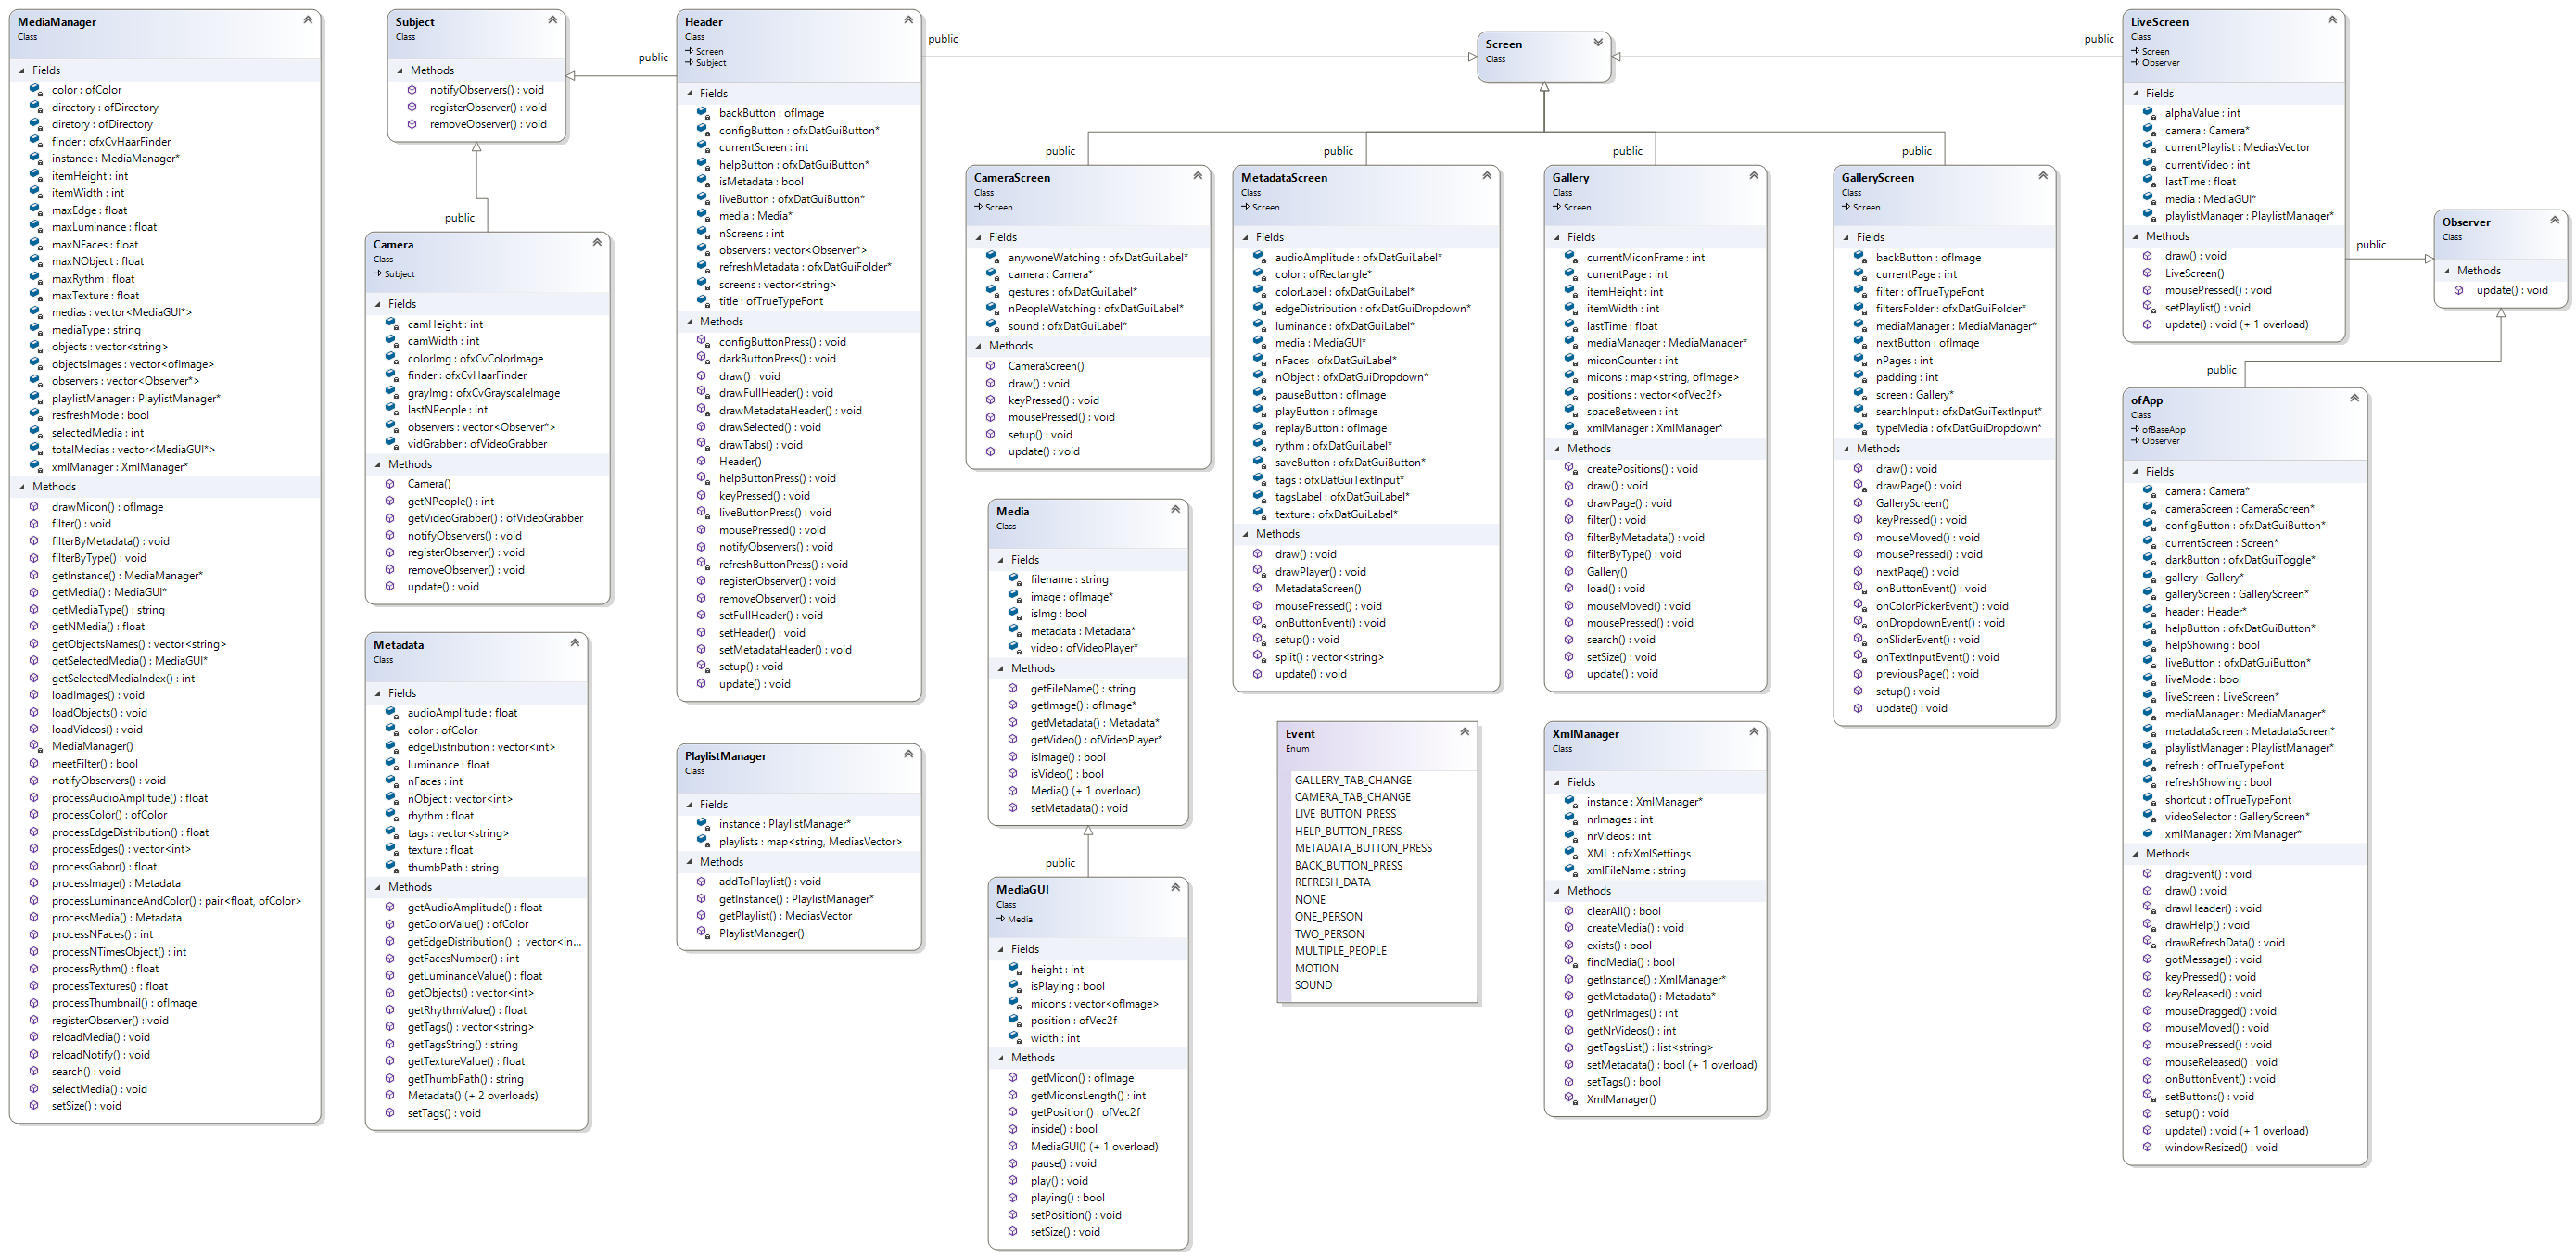 MediaManager
Class
Fields
color : ofColor
directory : ofDirectory
diretory : ofDirectory
finder : ofxCvHaarFinder
instance : MediaManager*
itemHeight : int
itemWidth : int
maxEdge : float
maxLuminance : float
maxNFaces : float
maxNObject : float
maxRythm : float
maxTexture : float
medias : vector<MediaGUI*>
mediaType : string
objects : vector<string>
objectsImages : vector<ofImage>
observers : vector<Observer*>
playlistManager : PlaylistManager*
resfreshMode : bool
selectedMedia : int
totalMedias : vector<MediaGUI*>
xmlManager : XmlManager*
Methods
drawMicon() : ofImage
filter() : void
filterByMetadata() : void
filterByType() : void
getInstance() : MediaManager*
getMedia() : MediaGUI*
getMediaType() : string
getNMedia() : float
getObjectsNames() : vector<string>
getSelectedMedia() : MediaGUI*
getSelectedMediaIndex() : int
loadImages() : void
loadObjects() : void
loadVideos() : void
MediaManager()
meetFilter() : bool
notifyObservers() : void
processAudioAmplitude() : float
processColor() : ofColor
processEdgeDistribution() : float
processEdges() : vector<int>
processGabor() : float
processImage() : Metadata
processLuminanceAndColor() : pair<float, ofColor>
processMedia() : Metadata
processNFaces() : int
processNTimesObject() : int
processRythm() : float
processTextures() : float
processThumbnail() : ofImage
registerObserver() : void
reloadMedia() : void
reloadNotify() : void
search() : void
selectMedia() : void
setSize() : void
Subject
Class
Methods
notifyObservers() : void
registerObserver() : void
removeObserver() : void
public
public
Camera
Class
Subject
Fields
camHeight : int
camWidth : int
colorImg : ofxCvColorImage
finder : ofxCvHaarFinder
grayImg : ofxCvGrayscaleImage
lastNPeople : int
observers : vector<Observer*>
vidGrabber : ofVideoGrabber
Methods
Camera()
getNPeople() : int
getVideoGrabber() : ofVideoGrabber
notifyObservers() : void
registerObserver() : void
removeObserver() : void
update() : void
Metadata
Class
Fields
audioAmplitude : float
color : ofColor
edgeDistribution : vector<int>
luminance : float
nFaces : int
nObject : vector<int>
rhythm : float
tags : vector<string>
texture : float
thumbPath : string
Methods
getAudioAmplitude() : float
getColorValue() : ofColor
getEdgeDistribution() : vector<in...
getFacesNumber() : int
getLuminanceValue() : float
getObjects() : vector<int>
getRhythmValue() : float
getTags() : vector<string>
getTagsString() : string
getTextureValue() : float
getThumbPath() : string
Metadata() (+ 2 overloads)
setTags() : void
Header
Class
Screen
Subject
Fields
backButton : ofImage
configButton : ofxDatGuiButton*
currentScreen : int
helpButton : ofxDatGuiButton*
isMetadata : bool
liveButton : ofxDatGuiButton*
media : Media*
nScreens : int
observers : vector<Observer*>
refreshMetadata : ofxDatGuiFolder*
screens : vector<string>
title : ofTrueTypeFont
Methods
configButtonPress() : void
darkButtonPress() : void
draw() : void
drawFullHeader() : void
drawMetadataHeader() : void
drawSelected() : void
drawTabs() : void
Header()
helpButtonPress() : void
keyPressed() : void
liveButtonPress() : void
mousePressed() : void
notifyObservers() : void
refreshButtonPress() : void
registerObserver() : void
removeObserver() : void
setFullHeader() : void
setHeader() : void
setMetadataHeader() : void
setup() : void
update() : void
PlaylistManager
Class
Fields
instance : PlaylistManager*
playlists : map<string, MediasVector>
Methods
addToPlaylist() : void
getInstance() : PlaylistManager*
getPlaylist() : MediasVector
PlaylistManager()
public
Screen
Class
public
public
public
public
public
CameraScreen
Class
Screen
Fields
anywoneWatching : ofxDatGuiLabel*
camera : Camera*
gestures : ofxDatGuiLabel*
nPeopleWatching : ofxDatGuiLabel*
sound : ofxDatGuiLabel*
Methods
CameraScreen()
draw() : void
keyPressed() : void
mousePressed() : void
setup() : void
update() : void
Media
Class
Fields
filename : string
image : ofImage*
isImg : bool
metadata : Metadata*
video : ofVideoPlayer*
Methods
getFileName() : string
getImage() : ofImage*
getMetadata() : Metadata*
getVideo() : ofVideoPlayer*
isImage() : bool
isVideo() : bool
Media() (+ 1 overload)
setMetadata() : void
public
MediaGUI
Class
Media
Fields
height : int
isPlaying : bool
micons : vector<ofImage>
position : ofVec2f
width : int
Methods
getMicon() : ofImage
getMiconsLength() : int
getPosition() : ofVec2f
inside() : bool
MediaGUI() (+ 1 overload)
pause() : void
play() : void
playing() : bool
setPosition() : void
setSize() : void
MetadataScreen
Class
Screen
Fields
audioAmplitude : ofxDatGuiLabel*
color : ofRectangle*
colorLabel : ofxDatGuiLabel*
edgeDistribution : ofxDatGuiDropdown*
luminance : ofxDatGuiLabel*
media : MediaGUI*
nFaces : ofxDatGuiLabel*
nObject : ofxDatGuiDropdown*
pauseButton : ofImage
playButton : ofImage
replayButton : ofImage
rythm : ofxDatGuiLabel*
saveButton : ofxDatGuiButton*
tags : ofxDatGuiTextInput*
tagsLabel : ofxDatGuiLabel*
texture : ofxDatGuiLabel*
Methods
draw() : void
drawPlayer() : void
MetadataScreen()
mousePressed() : void
onButtonEvent() : void
setup() : void
split() : vector<string>
update() : void
Event
Enum
GALLERY_TAB_CHANGE
CAMERA_TAB_CHANGE
LIVE_BUTTON_PRESS
HELP_BUTTON_PRESS
METADATA_BUTTON_PRESS
BACK_BUTTON_PRESS
REFRESH_DATA
NONE
ONE_PERSON
TWO_PERSON
MULTIPLE_PEOPLE
MOTION
SOUND
Gallery
Class
Screen
Fields
currentMiconFrame : int
currentPage : int
itemHeight : int
itemWidth : int
lastTime : float
mediaManager : MediaManager*
miconCounter : int
micons : map<string, ofImage>
positions : vector<ofVec2f>
spaceBetween : int
xmlManager : XmlManager*
Methods
createPositions() : void
draw() : void
drawPage() : void
filter() : void
filterByMetadata() : void
filterByType() : void
Gallery()
load() : void
mouseMoved() : void
mousePressed() : void
search() : void
setSize() : void
update() : void
XmlManager
Class
Fields
instance : XmlManager*
nrImages : int
nrVideos : int
XML : ofxXmlSettings
xmlFileName : string
Methods
clearAll() : bool
createMedia() : void
exists() : bool
findMedia() : bool
getInstance() : XmlManager*
getMetadata() : Metadata*
getNrImages() : int
getNrVideos() : int
getTagsList() : list<string>
setMetadata() : bool (+ 1 overload)
setTags() : bool
XmlManager()
GalleryScreen
Class
Screen
Fields
backButton : ofImage
currentPage : int
filter : ofTrueTypeFont
filtersFolder : ofxDatGuiFolder*
mediaManager : MediaManager*
nextButton : ofImage
nPages : int
padding : int
screen : Gallery*
searchInput : ofxDatGuiTextInput*
typeMedia : ofxDatGuiDropdown*
Methods
draw() : void
drawPage() : void
GalleryScreen()
keyPressed() : void
mouseMoved() : void
mousePressed() : void
nextPage() : void
onButtonEvent() : void
onColorPickerEvent() : void
onDropdownEvent() : void
onSliderEvent() : void
onTextInputEvent() : void
previousPage() : void
setup() : void
update() : void
LiveScreen
Class
Screen
Observer
Fields
alphaValue : int
camera : Camera*
currentPlaylist : MediasVector
currentVideo : int
lastTime : float
media : MediaGUI*
playlistManager : PlaylistManager*
Methods
draw() : void
LiveScreen()
mousePressed() : void
setPlaylist() : void
update() : void (+ 1 overload)
public
Observer
Class
Methods
update() : void
public
ofApp
Class
ofBaseApp
Observer
Fields
camera : Camera*
cameraScreen : CameraScreen*
configButton : ofxDatGuiButton*
currentScreen : Screen*
darkButton : ofxDatGuiToggle*
gallery : Gallery*
galleryScreen : GalleryScreen*
header : Header*
helpButton : ofxDatGuiButton*
helpShowing : bool
liveButton : ofxDatGuiButton*
liveMode : bool
liveScreen : LiveScreen*
mediaManager : MediaManager*
metadataScreen : MetadataScreen*
playlistManager : PlaylistManager*
refresh : ofTrueTypeFont
refreshShowing : bool
shortcut : ofTrueTypeFont
videoSelector : GalleryScreen*
xmlManager : XmlManager*
Methods
dragEvent() : void
draw() : void
drawHeader() : void
drawHelp() : void
drawRefreshData() : void
gotMessage() : void
keyPressed() : void
keyReleased() : void
mouseDragged() : void
mouseMoved() : void
mousePressed() : void
mouseReleased() : void
onButtonEvent() : void
setButtons() : void
setup() : void
update() : void (+ 1 overload)
windowResized() : void